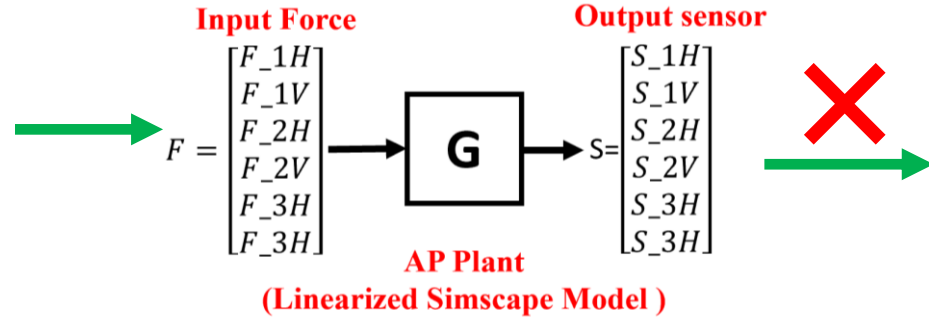 Input Force
Output sensor
F =
F_1H
F_1V
F_2H
F_2V
F_3H
F_3H
G
S=
S_1H
S_1V
S_2H
S_2V
S_3H
S_3H
AP Plant
(Linearized Simscape Model )